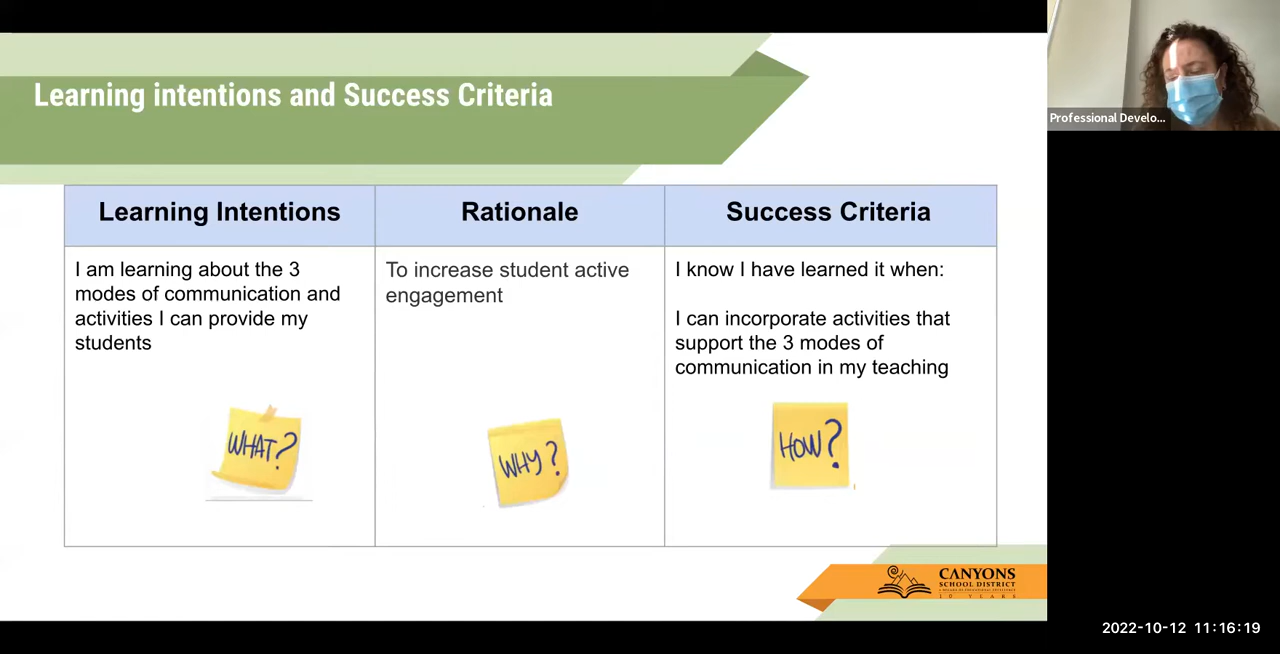 Learning intentions and Success Criteria
Professional Develo...
Learning Intentions
Rationale
Success Criteria
I am learning about the 3
modes of communication and
activities I can provide my
students
To increase student active
engagement
I know I have learned it when:
I can incorporate activities that
support the 3 modes of
communication in my teaching
WHAT?
WHY?
HOW?
CANYONS
SCHOOL DISTRICT
10 YEARS
2022-10-12 11:16:19